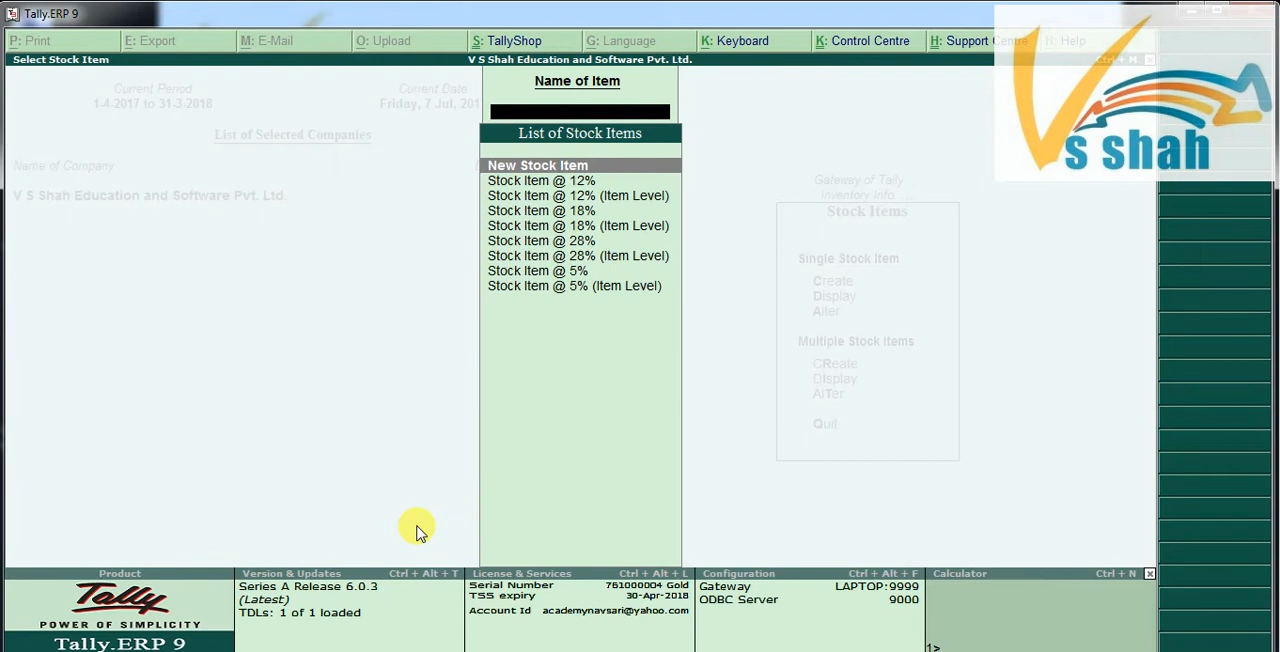 Tally.ERP 9
P: Print
E: Export
M: E-Mail
O: Upload
S: TallyShop
G: Language
K: Keyboard
K: Control Centre
H: Support Centre
H: Help
Select Stock Item
V S Shah Education and Software Pvt. Ltd.
Ctrl + M
Current Period
1-4-2017 to 31-3-2018
Current Date
Friday, 7 Jul, 201
List of Selected Companies
Name of Company
V S Shah Education and Software Pvt. Ltd.
Name of Item
List of Stock Items
New Stock Item
Stock Item @ 12%
Stock Item @ 12% (Item Level)
Stock Item @ 18%
Stock Item @ 18% (Item Level)
Stock Item @ 28%
Stock Item @ 28% (Item Level)
Stock Item @ 5%
Stock Item @ 5% (Item Level)
Vs shah
Gateway of Tally
Inventory Info. ...
Stock Items
Single Stock Item
Create
Display
Alter
Multiple Stock Items
CReate
DIsplay
AlTer
Quit
Product
Tally
POWER OF SIMPLICITY
Tally.ERP 9
Version & Updates Ctrl + Alt + T
Series A Release 6.0.3
(Latest)
TDLs: 1 of 1 loaded
License & Services Ctrl + Alt + L
Serial Number 761000004 Gold
TSS expiry 30-Apr-2018
Account Id academynavsari@yahoo.com
Configuration Ctrl + Alt + F
Gateway LAPTOP:9999
ODBC Server 9000
Calculator Ctrl + N
1>